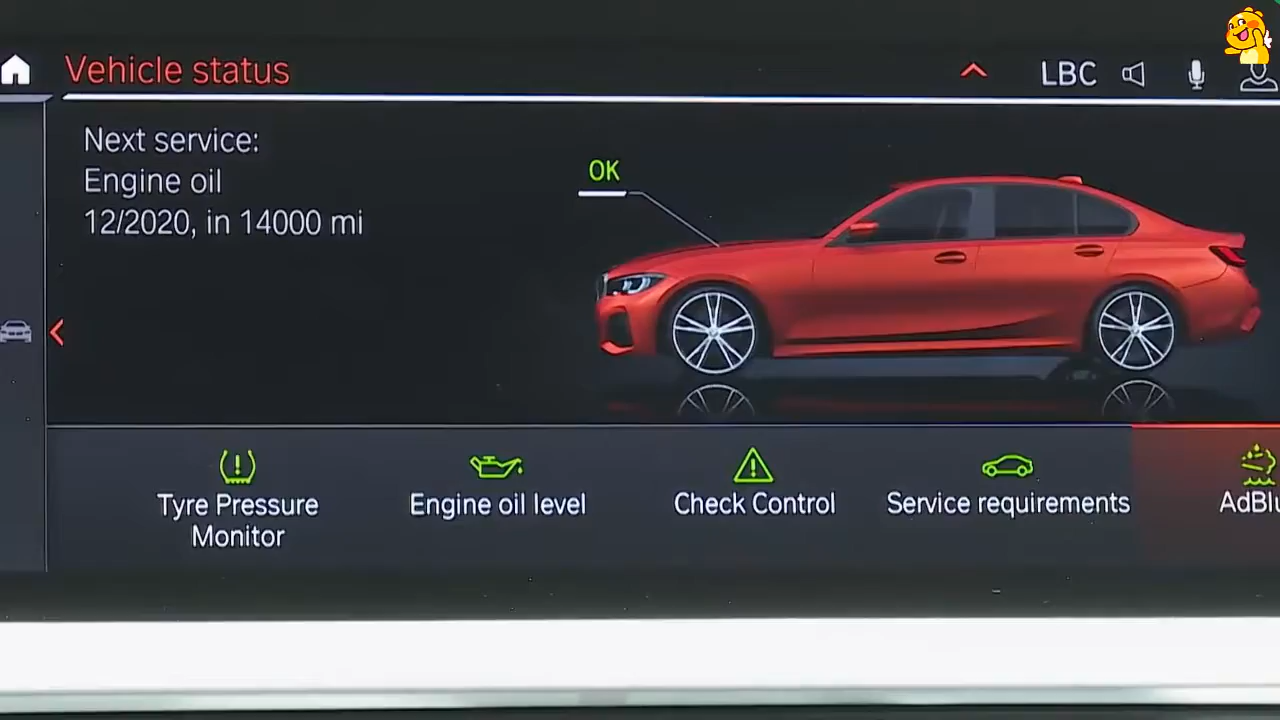 Vehicle status
LBC
Next service:
Engine oil
12/2020, in 14000 mi
OK
Tyre Pressure
Monitor
Engine oil level
Check Control
Service requirements